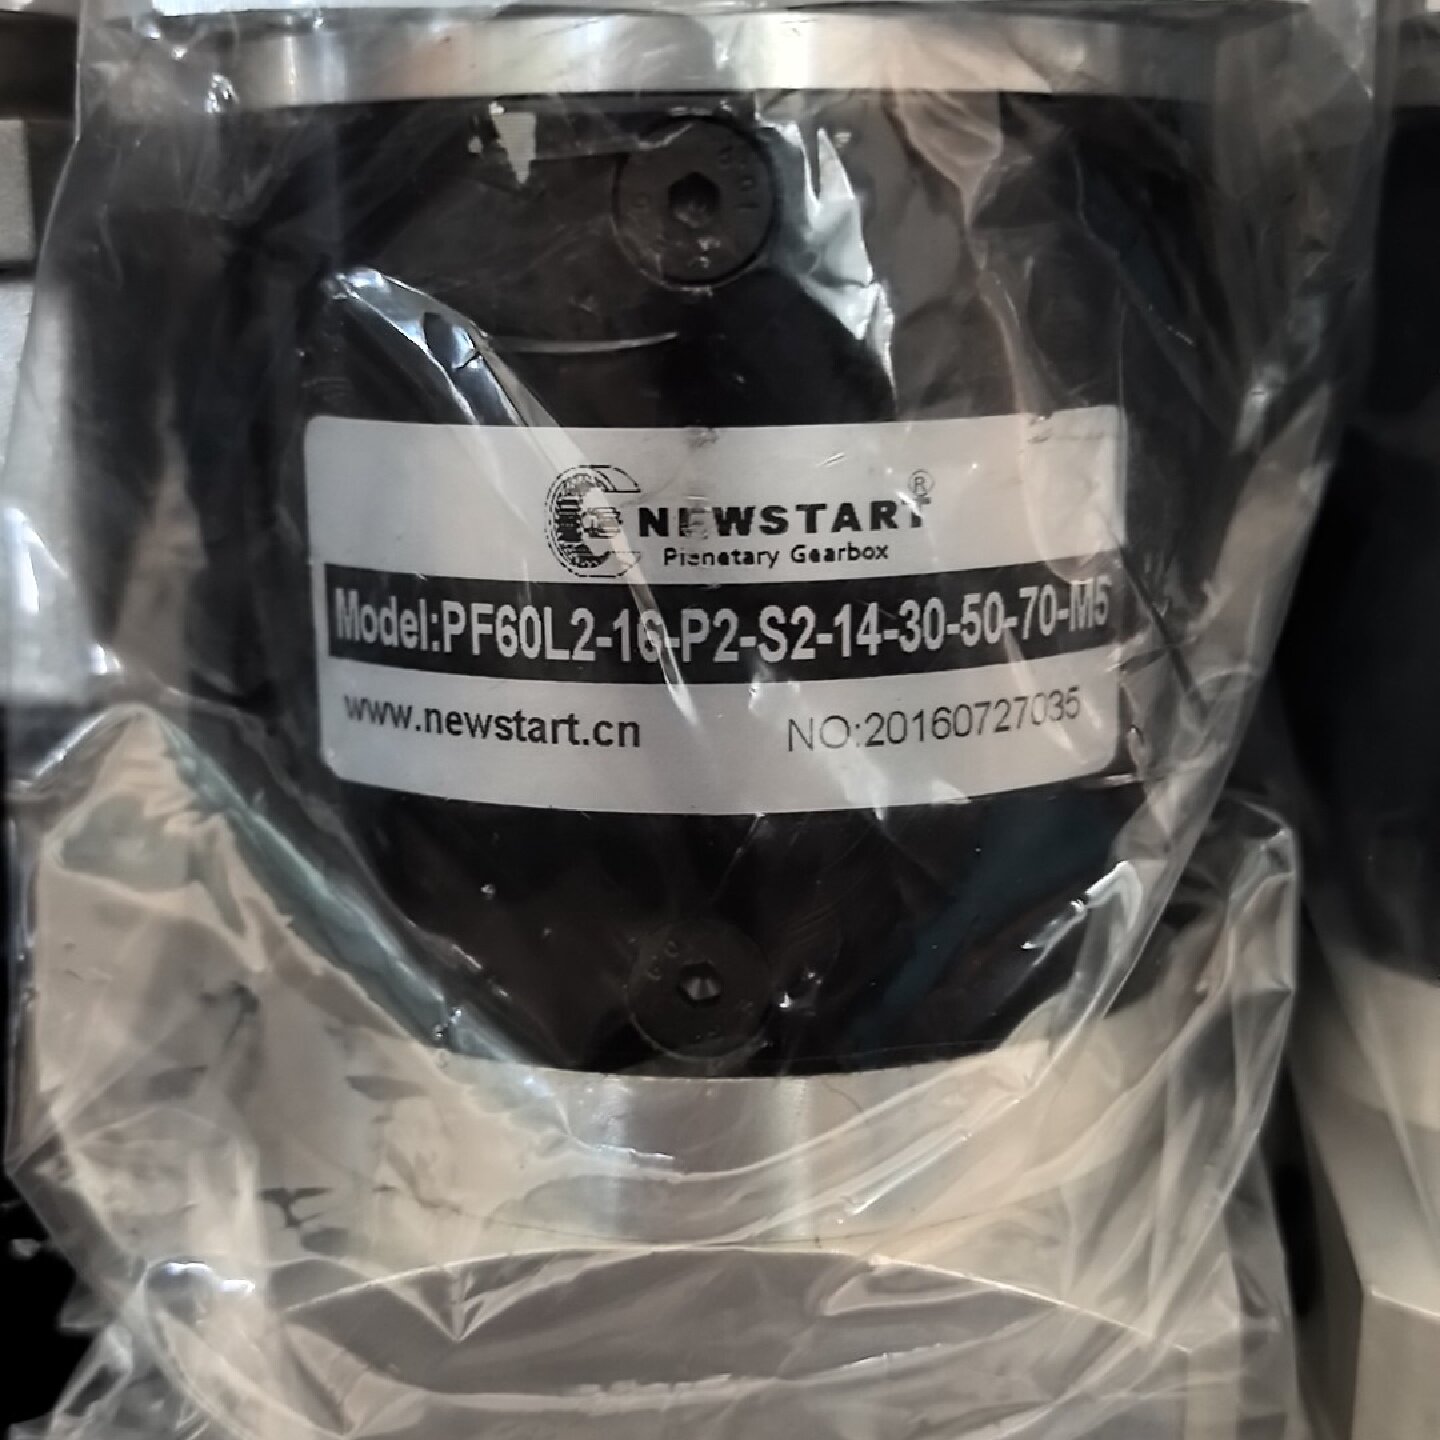 NEWSTART®
Planetary Gearbox
Model:PF60L2-16-P2-S2-14-30-50-70-M5
www.newstart.cn
NO:20160727035